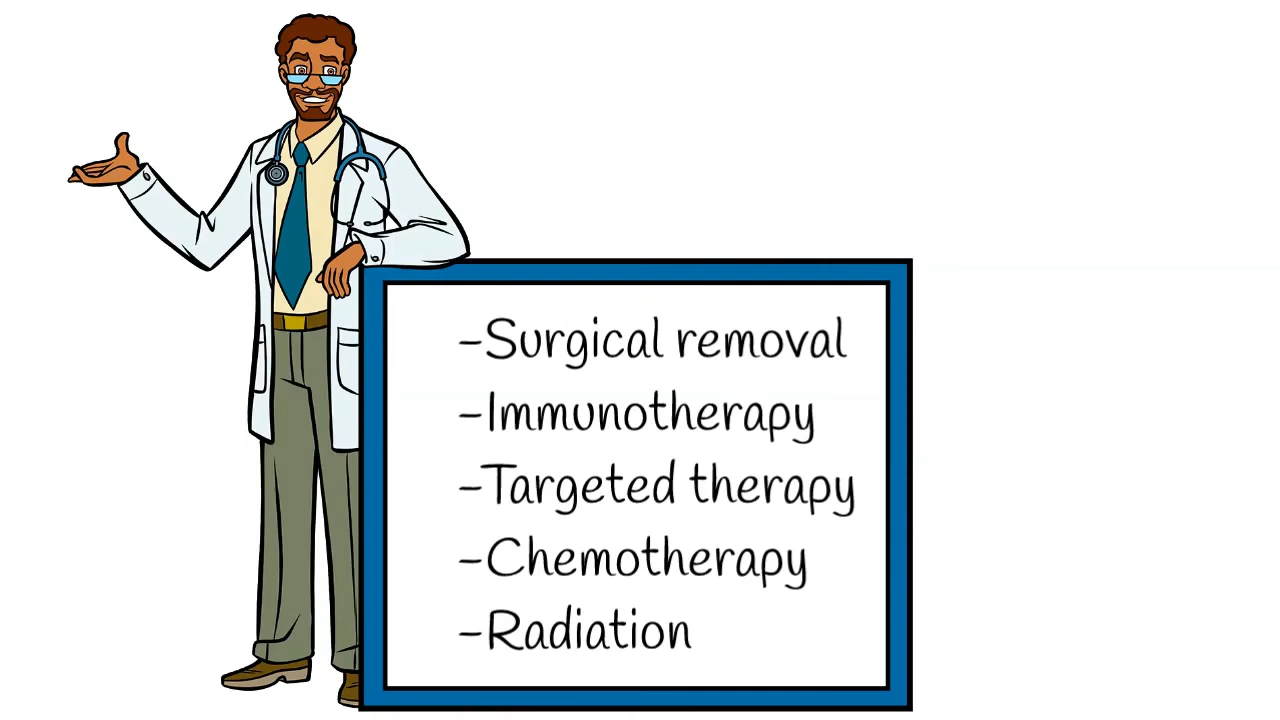 -Surgical removal
-Immunotherapy
-Targeted therapy
-Chemotherapy
-Radiation